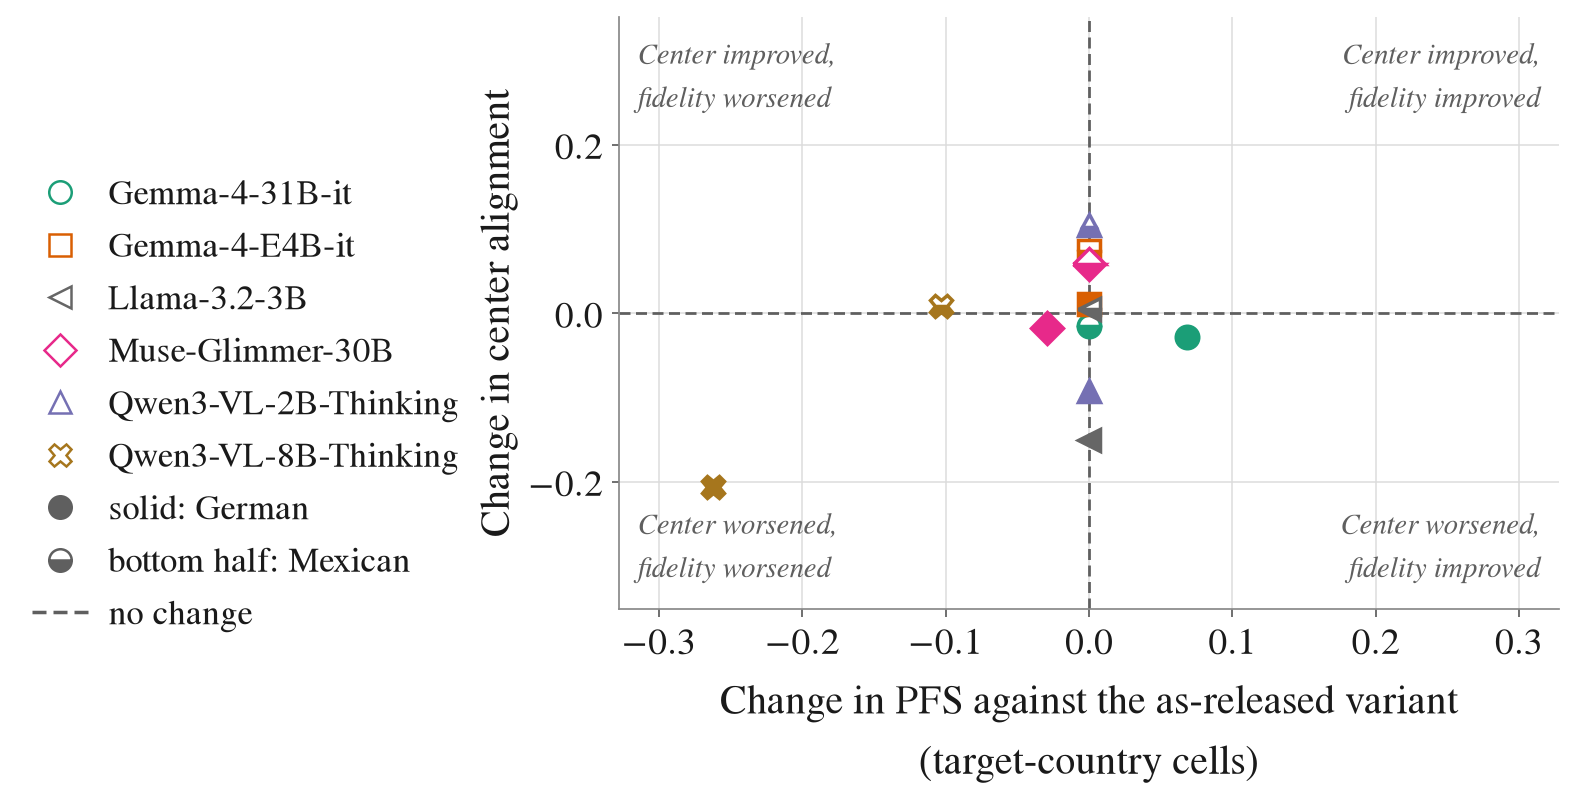 Center improved,
fidelity worsened
Center improved,
fidelity improved
Change in center alignment
0.2
0.0
−0.2
Gemma-4-31B-it
Gemma-4-E4B-it
Llama-3.2-3B
Muse-Glimmer-30B
Qwen3-VL-2B-Thinking
Qwen3-VL-8B-Thinking
solid: German
bottom half: Mexican
no change
Center worsened,
fidelity worsened
Center worsened,
fidelity improved
−0.3 −0.2 −0.1 0.0 0.1 0.2 0.3
Change in PFS against the as-released variant
(target-country cells)